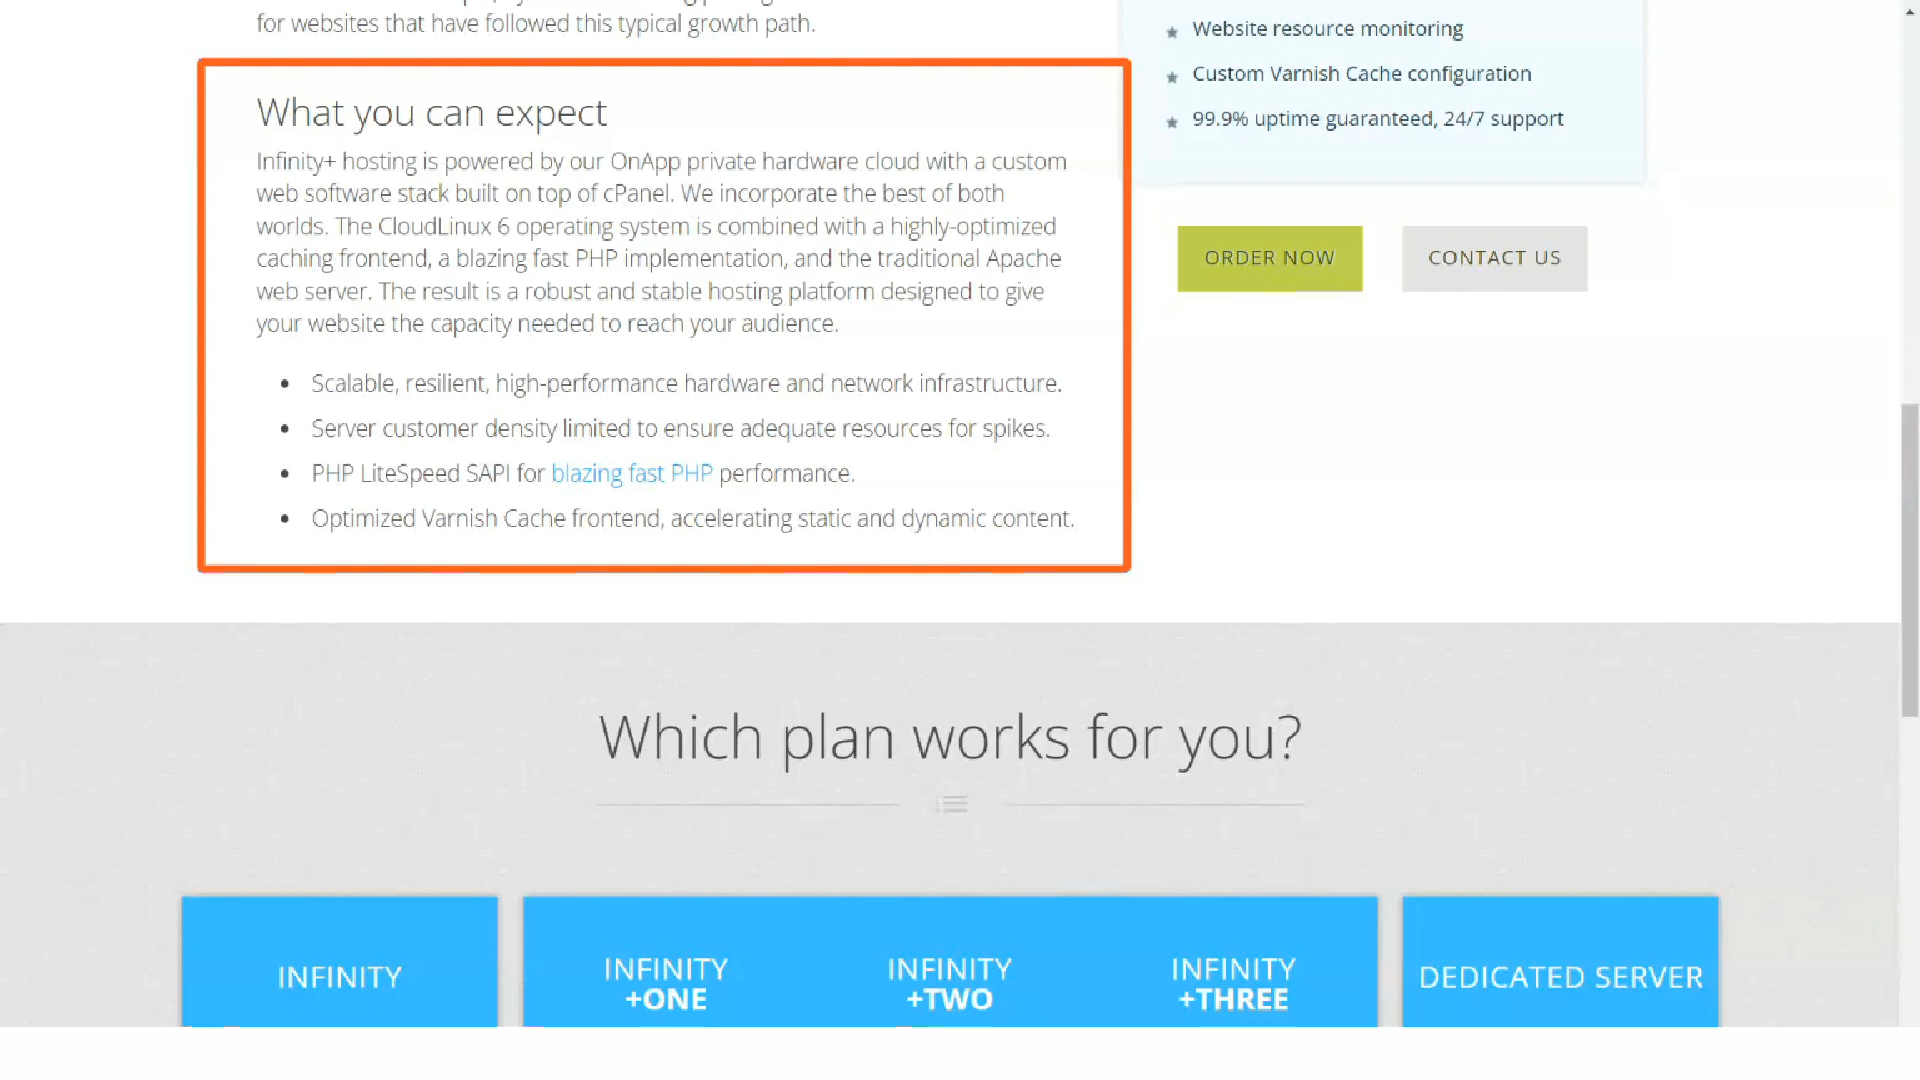 for websites that have followed this typical growth path.
What you can expect
Infinity+ hosting is powered by our OnApp private hardware cloud with a custom
web software stack built on top of cPanel. We incorporate the best of both
worlds. The CloudLinux 6 operating system is combined with a highly-optimized
caching frontend, a blazing fast PHP implementation, and the traditional Apache
web server. The result is a robust and stable hosting platform designed to give
your website the capacity needed to reach your audience.
Scalable, resilient, high-performance hardware and network infrastructure.
Server customer density limited to ensure adequate resources for spikes.
PHP LiteSpeed SAPI for blazing fast PHP performance.
Optimized Varnish Cache frontend, accelerating static and dynamic content.
Website resource monitoring
Custom Varnish Cache configuration
99.9% uptime guaranteed, 24/7 support
ORDER NOW
CONTACT US
Which plan works for you?
INFINITY
INFINITY
+ONE
INFINITY
+TWO
INFINITY
+THREE
DEDICATED SERVER